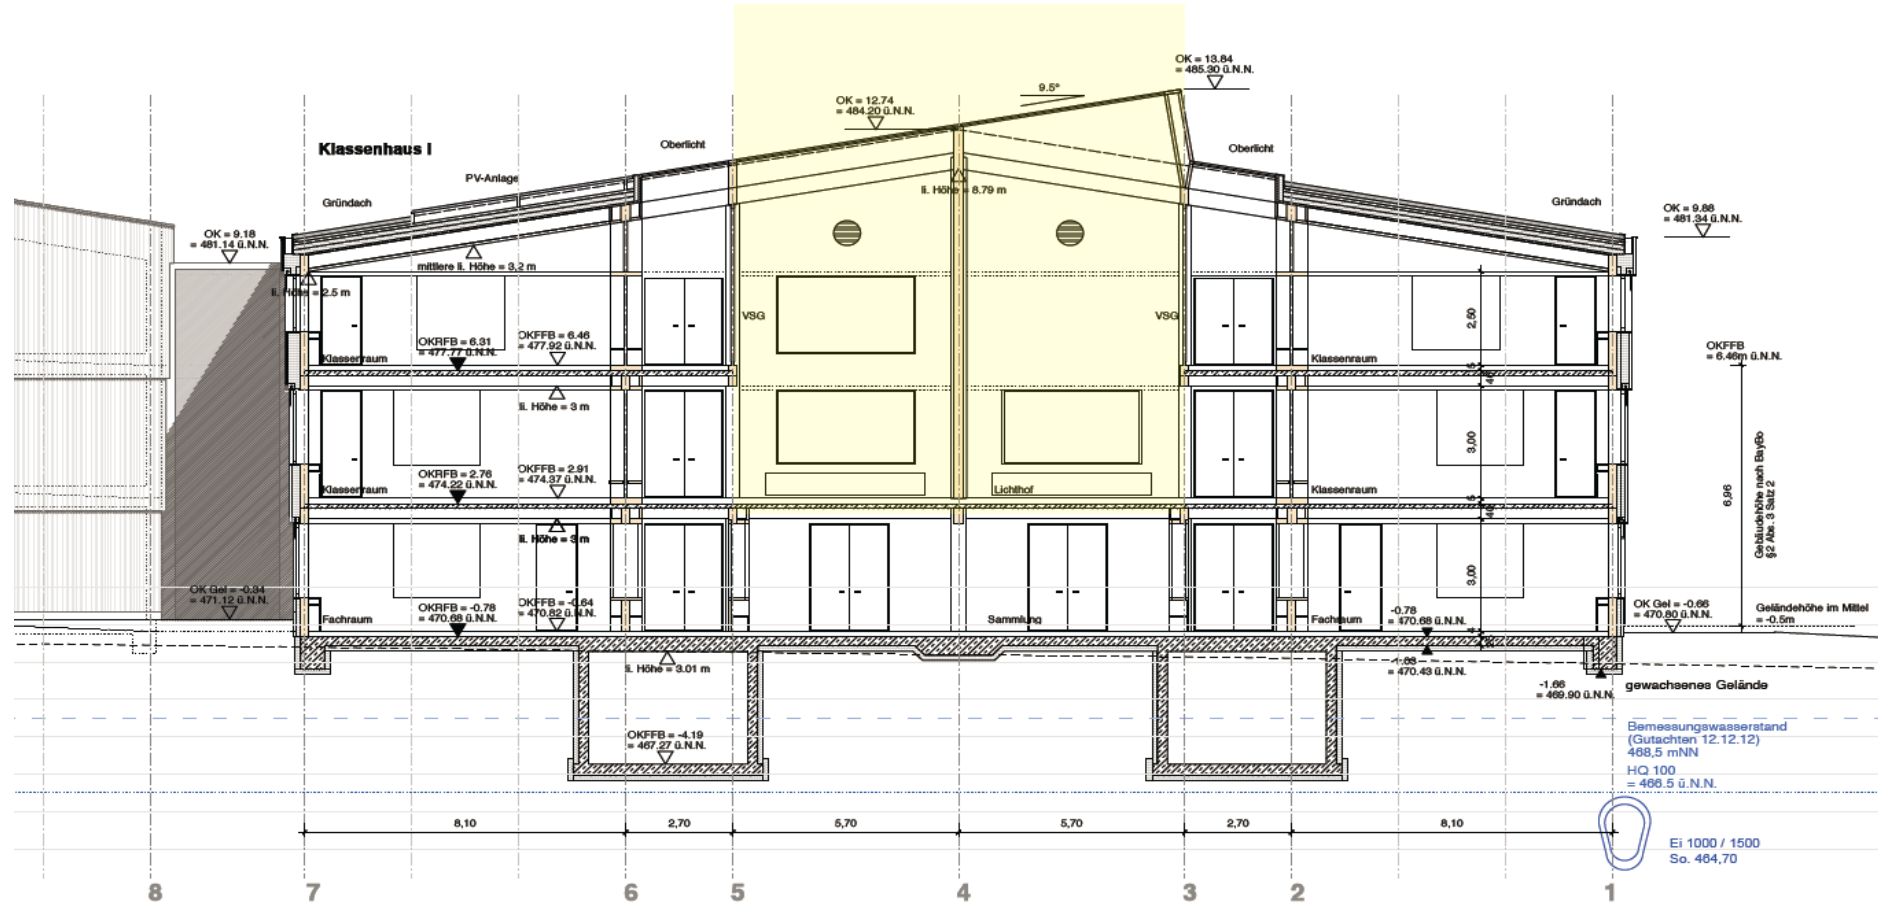 OK = 13.84
= 485.30 ü.N.N.
9.5°
OK = 12.74
= 484.20 ü.N.N.
Klassenhaus I
Oberlicht
Oberlicht
PV-Anlage
li. Höhe = 8.79 m
Gründach
Gründach
OK = 9.88
= 481.34 ü.N.N.
OK = 9.18
= 481.14 ü.N.N.
mittlere li. Höhe = 3,2 m
li. Höhe = 2.5 m
VSG
VSG
2,50
OKRFB = 6.31
= 477.77 ü.N.N.
OKFFB = 6.46
= 477.92 ü.N.N.
OKFFB
= 6.46m ü.N.N.
Klassenraum
Klassenraum
5
40
li. Höhe = 3 m
3,00
OKRFB = 2.76
= 474.22 ü.N.N.
OKFFB = 2.91
= 474.37 ü.N.N.
Klassenraum
Lichthof
Klassenraum
5
40
6,96
Gebäudehöhe nach BayBo
§2 Abs. 3 Satz 2
li. Höhe = 3 m
3,00
OK Gel = -0.34
= 471.12 ü.N.N.
OKRFB = -0.78
= 470.68 ü.N.N.
OKFFB = -0.64
= 470.82 ü.N.N.
-0.78
= 470.68 ü.N.N.
OK Gel = -0.66
= 470.80 ü.N.N.
Geländehöhe im Mittel
= -0.5m
Fachraum
Sammlung
Fachraum
4
25
li. Höhe = 3.01 m
-1.03
= 470.43 ü.N.N.
-1.66
= 469.90 ü.N.N.
gewachsenes Gelände
OKFFB = -4.19
= 467.27 ü.N.N.
Bemessungswasserstand
(Gutachten 12.12.12)
468,5 mNN
HQ 100
= 466.5 ü.N.N.
8,10
2,70
5,70
5,70
2,70
8,10
Ei 1000 / 1500
So. 464,70
8
7
6
5
4
3
2
1